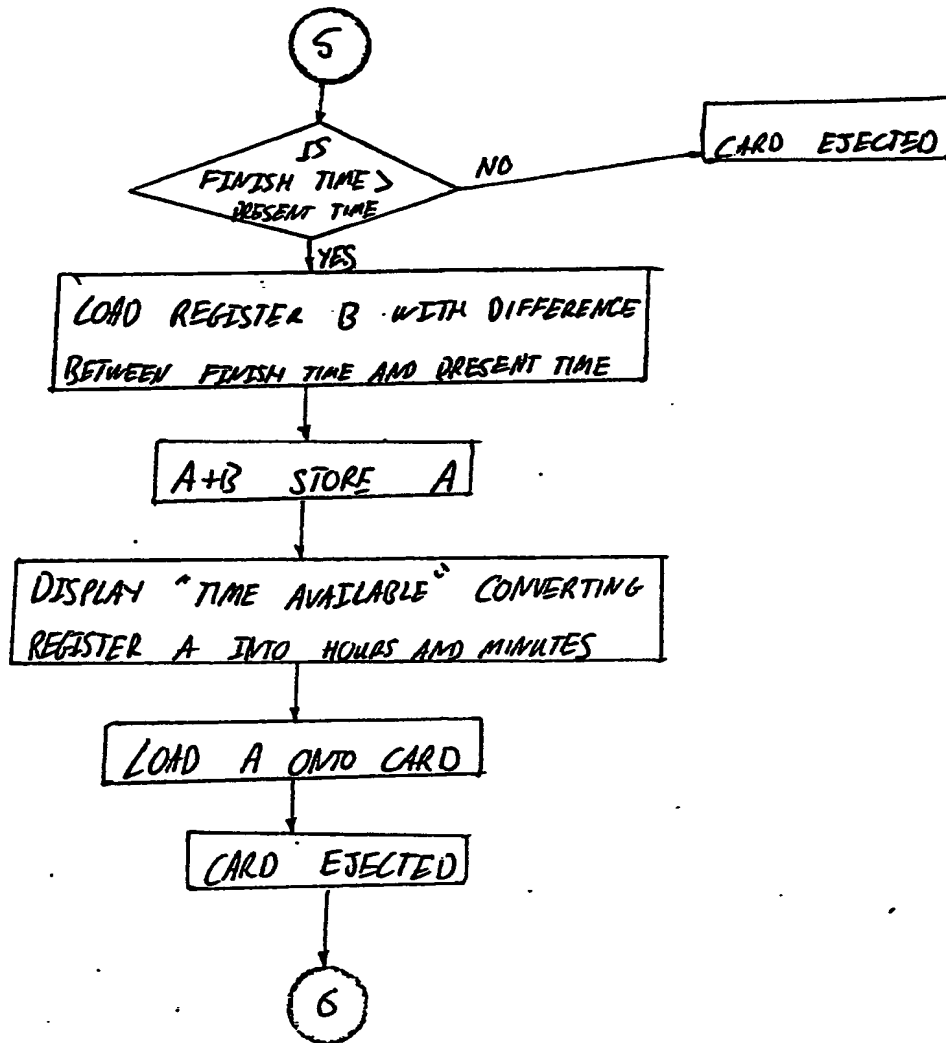 5
IS
FINISH TIME >
PRESENT TIME
NO
CARD EJECTED
YES
LOAD REGISTER B WITH DIFFERENCE
BETWEEN FINISH TIME AND PRESENT TIME
A+B STORE A
DISPLAY "TIME AVAILABLE" CONVERTING
REGISTER A INTO HOURS AND MINUTES
LOAD A ONTO CARD
CARD EJECTED
6